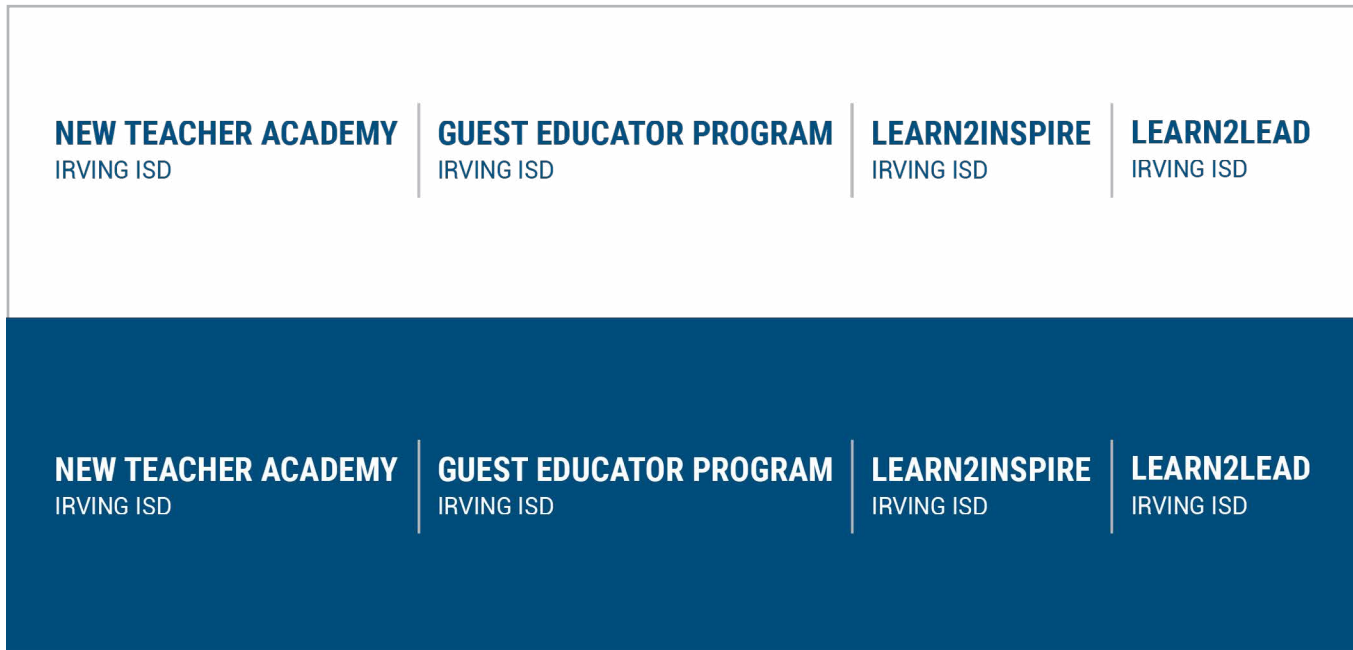 NEW TEACHER ACADEMY
IRVING ISD
GUEST EDUCATOR PROGRAM
IRVING ISD
LEARN2INSPIRE
IRVING ISD
LEARN2LEAD
IRVING ISD
NEW TEACHER ACADEMY
IRVING ISD
GUEST EDUCATOR PROGRAM
IRVING ISD
LEARN2INSPIRE
IRVING ISD
LEARN2LEAD
IRVING ISD